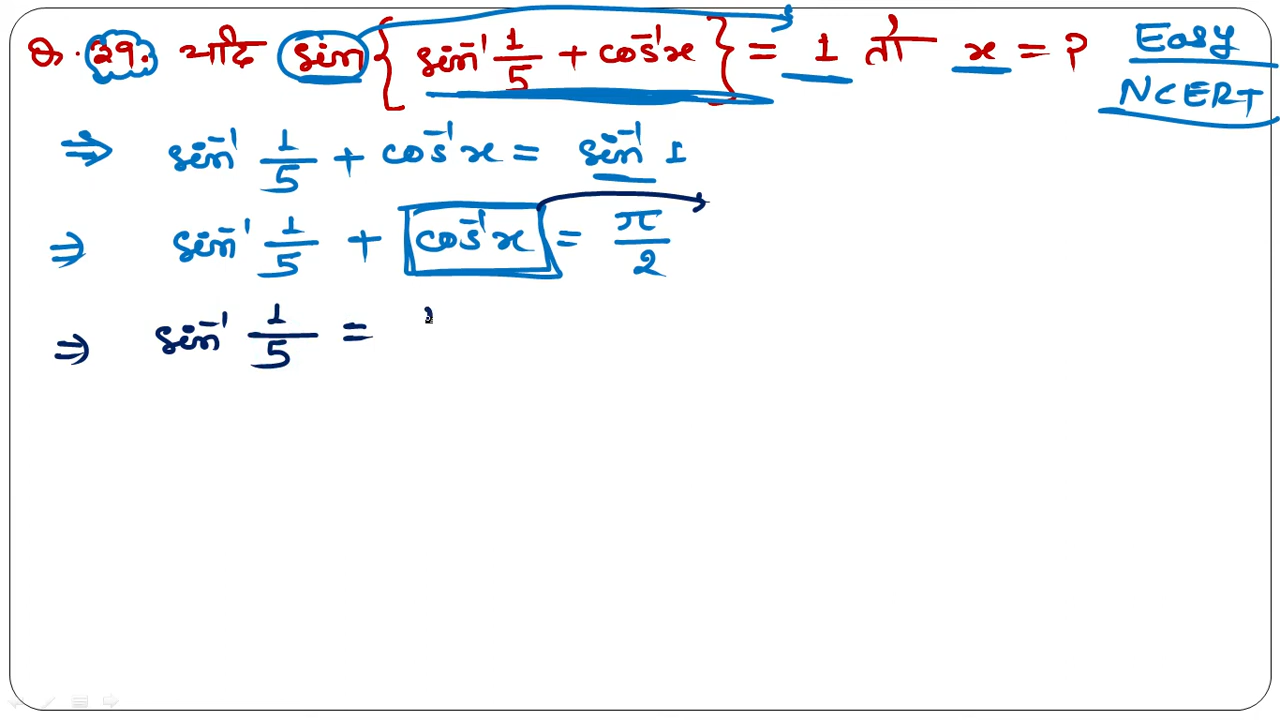 Q. 29. यदि sin{ sin⁻¹ 1/5 + cos⁻¹x } = 1 तो x = ? Easy
NCERT
⇒ sin⁻¹ 1/5 + cos⁻¹x = sin⁻¹ 1
⇒ sin⁻¹ 1/5 + cos⁻¹x = π/2
⇒ sin⁻¹ 1/5 =